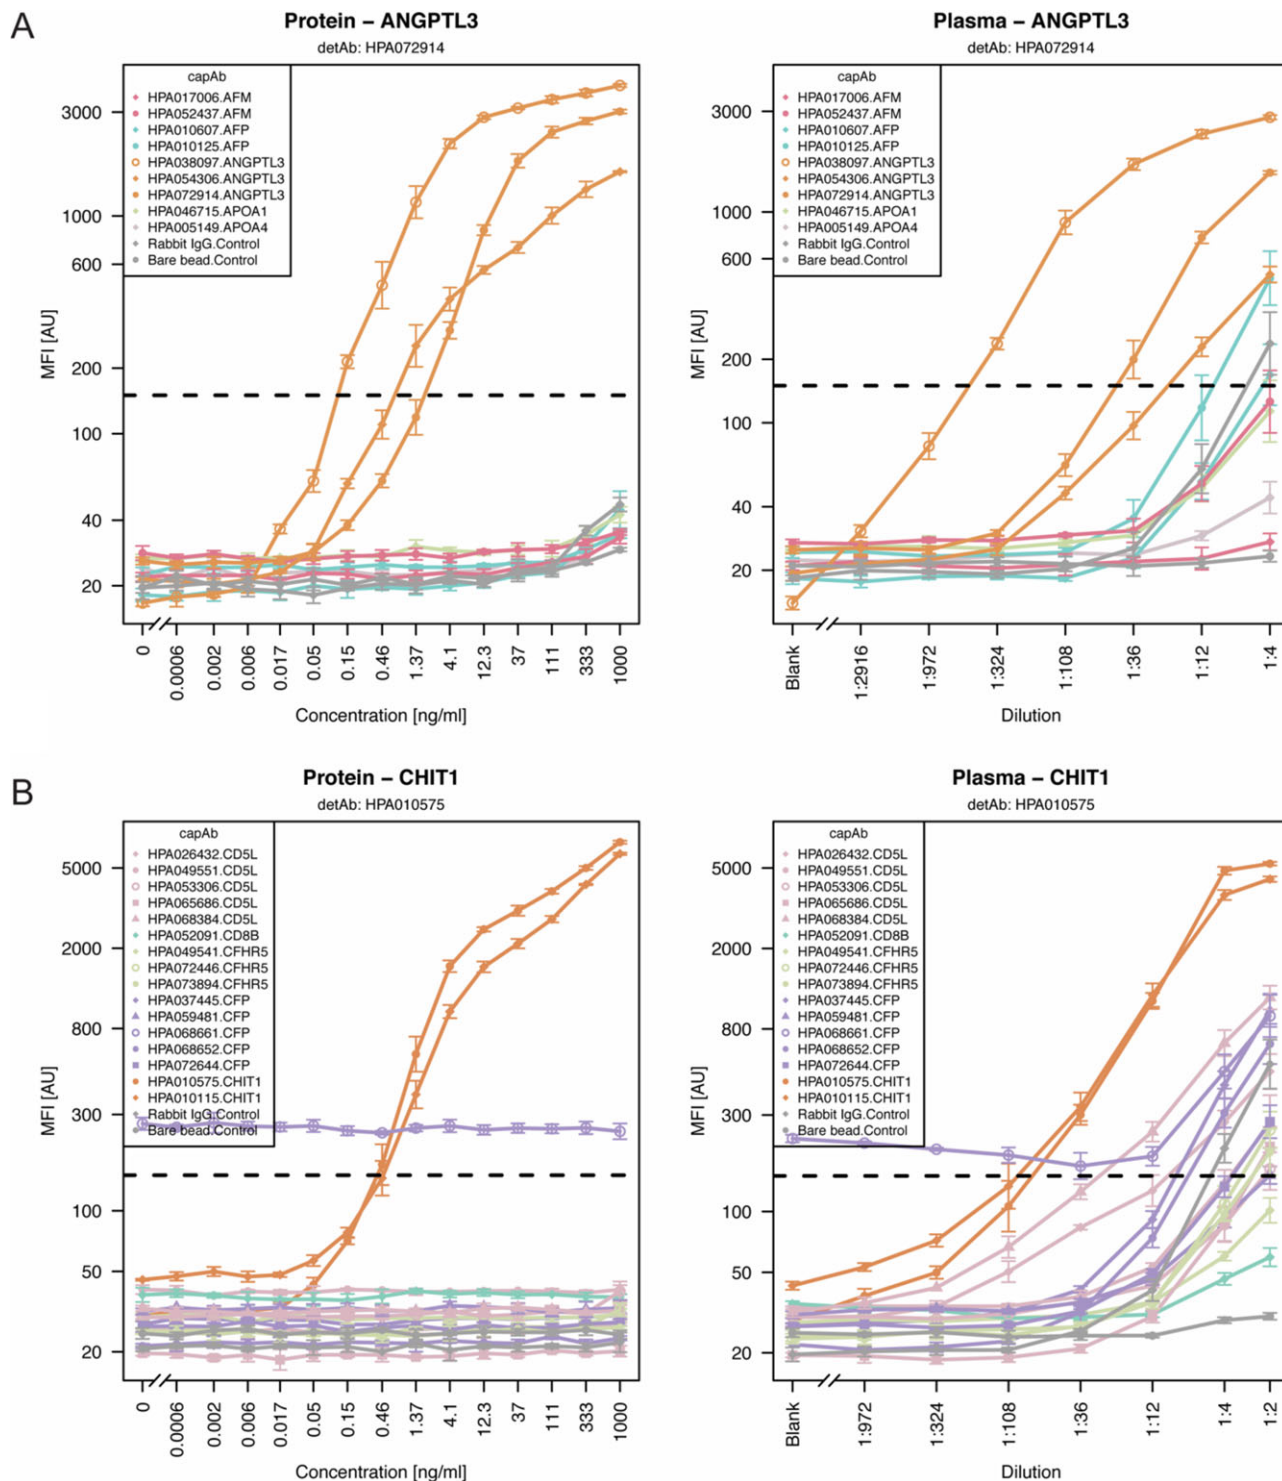 A
Protein – ANGPTL3
detAb: HPA072914
capAb
HPA017006.AFM
HPA052437.AFM
HPA010607.AFP
HPA010125.AFP
HPA038097.ANGPTL3
HPA054306.ANGPTL3
HPA072914.ANGPTL3
HPA046715.APOA1
HPA005149.APOA4
Rabbit IgG.Control
Bare bead.Control
MFI [AU]
3000
1000
600
200
100
40
20
0
0.0006
0.002
0.006
0.017
0.05
0.15
0.46
1.37
4.1
12.3
37
111
333
1000
Concentration [ng/ml]
Plasma – ANGPTL3
detAb: HPA072914
capAb
HPA017006.AFM
HPA052437.AFM
HPA010607.AFP
HPA010125.AFP
HPA038097.ANGPTL3
HPA054306.ANGPTL3
HPA072914.ANGPTL3
HPA046715.APOA1
HPA005149.APOA4
Rabbit IgG.Control
Bare bead.Control
MFI [AU]
3000
1000
600
200
100
40
20
Blank
1:2916
1:972
1:324
1:108
1:36
1:12
1:4
Dilution
B
Protein – CHIT1
detAb: HPA010575
capAb
HPA026432.CD5L
HPA049551.CD5L
HPA053306.CD5L
HPA065686.CD5L
HPA068384.CD5L
HPA052091.CD8B
HPA049541.CFHR5
HPA072446.CFHR5
HPA073894.CFHR5
HPA037445.CFP
HPA059481.CFP
HPA068661.CFP
HPA068652.CFP
HPA072644.CFP
HPA010575.CHIT1
HPA010115.CHIT1
Rabbit IgG.Control
Bare bead.Control
MFI [AU]
5000
2000
800
300
100
50
20
0
0.0006
0.002
0.006
0.017
0.05
0.15
0.46
1.37
4.1
12.3
37
111
333
1000
Concentration [ng/ml]
Plasma – CHIT1
detAb: HPA010575
capAb
HPA026432.CD5L
HPA049551.CD5L
HPA053306.CD5L
HPA065686.CD5L
HPA068384.CD5L
HPA052091.CD8B
HPA049541.CFHR5
HPA072446.CFHR5
HPA073894.CFHR5
HPA037445.CFP
HPA059481.CFP
HPA068661.CFP
HPA068652.CFP
HPA072644.CFP
HPA010575.CHIT1
HPA010115.CHIT1
Rabbit IgG.Control
Bare bead.Control
MFI [AU]
5000
2000
800
300
100
50
20
Blank
1:972
1:324
1:108
1:36
1:12
1:4
1:2
Dilution